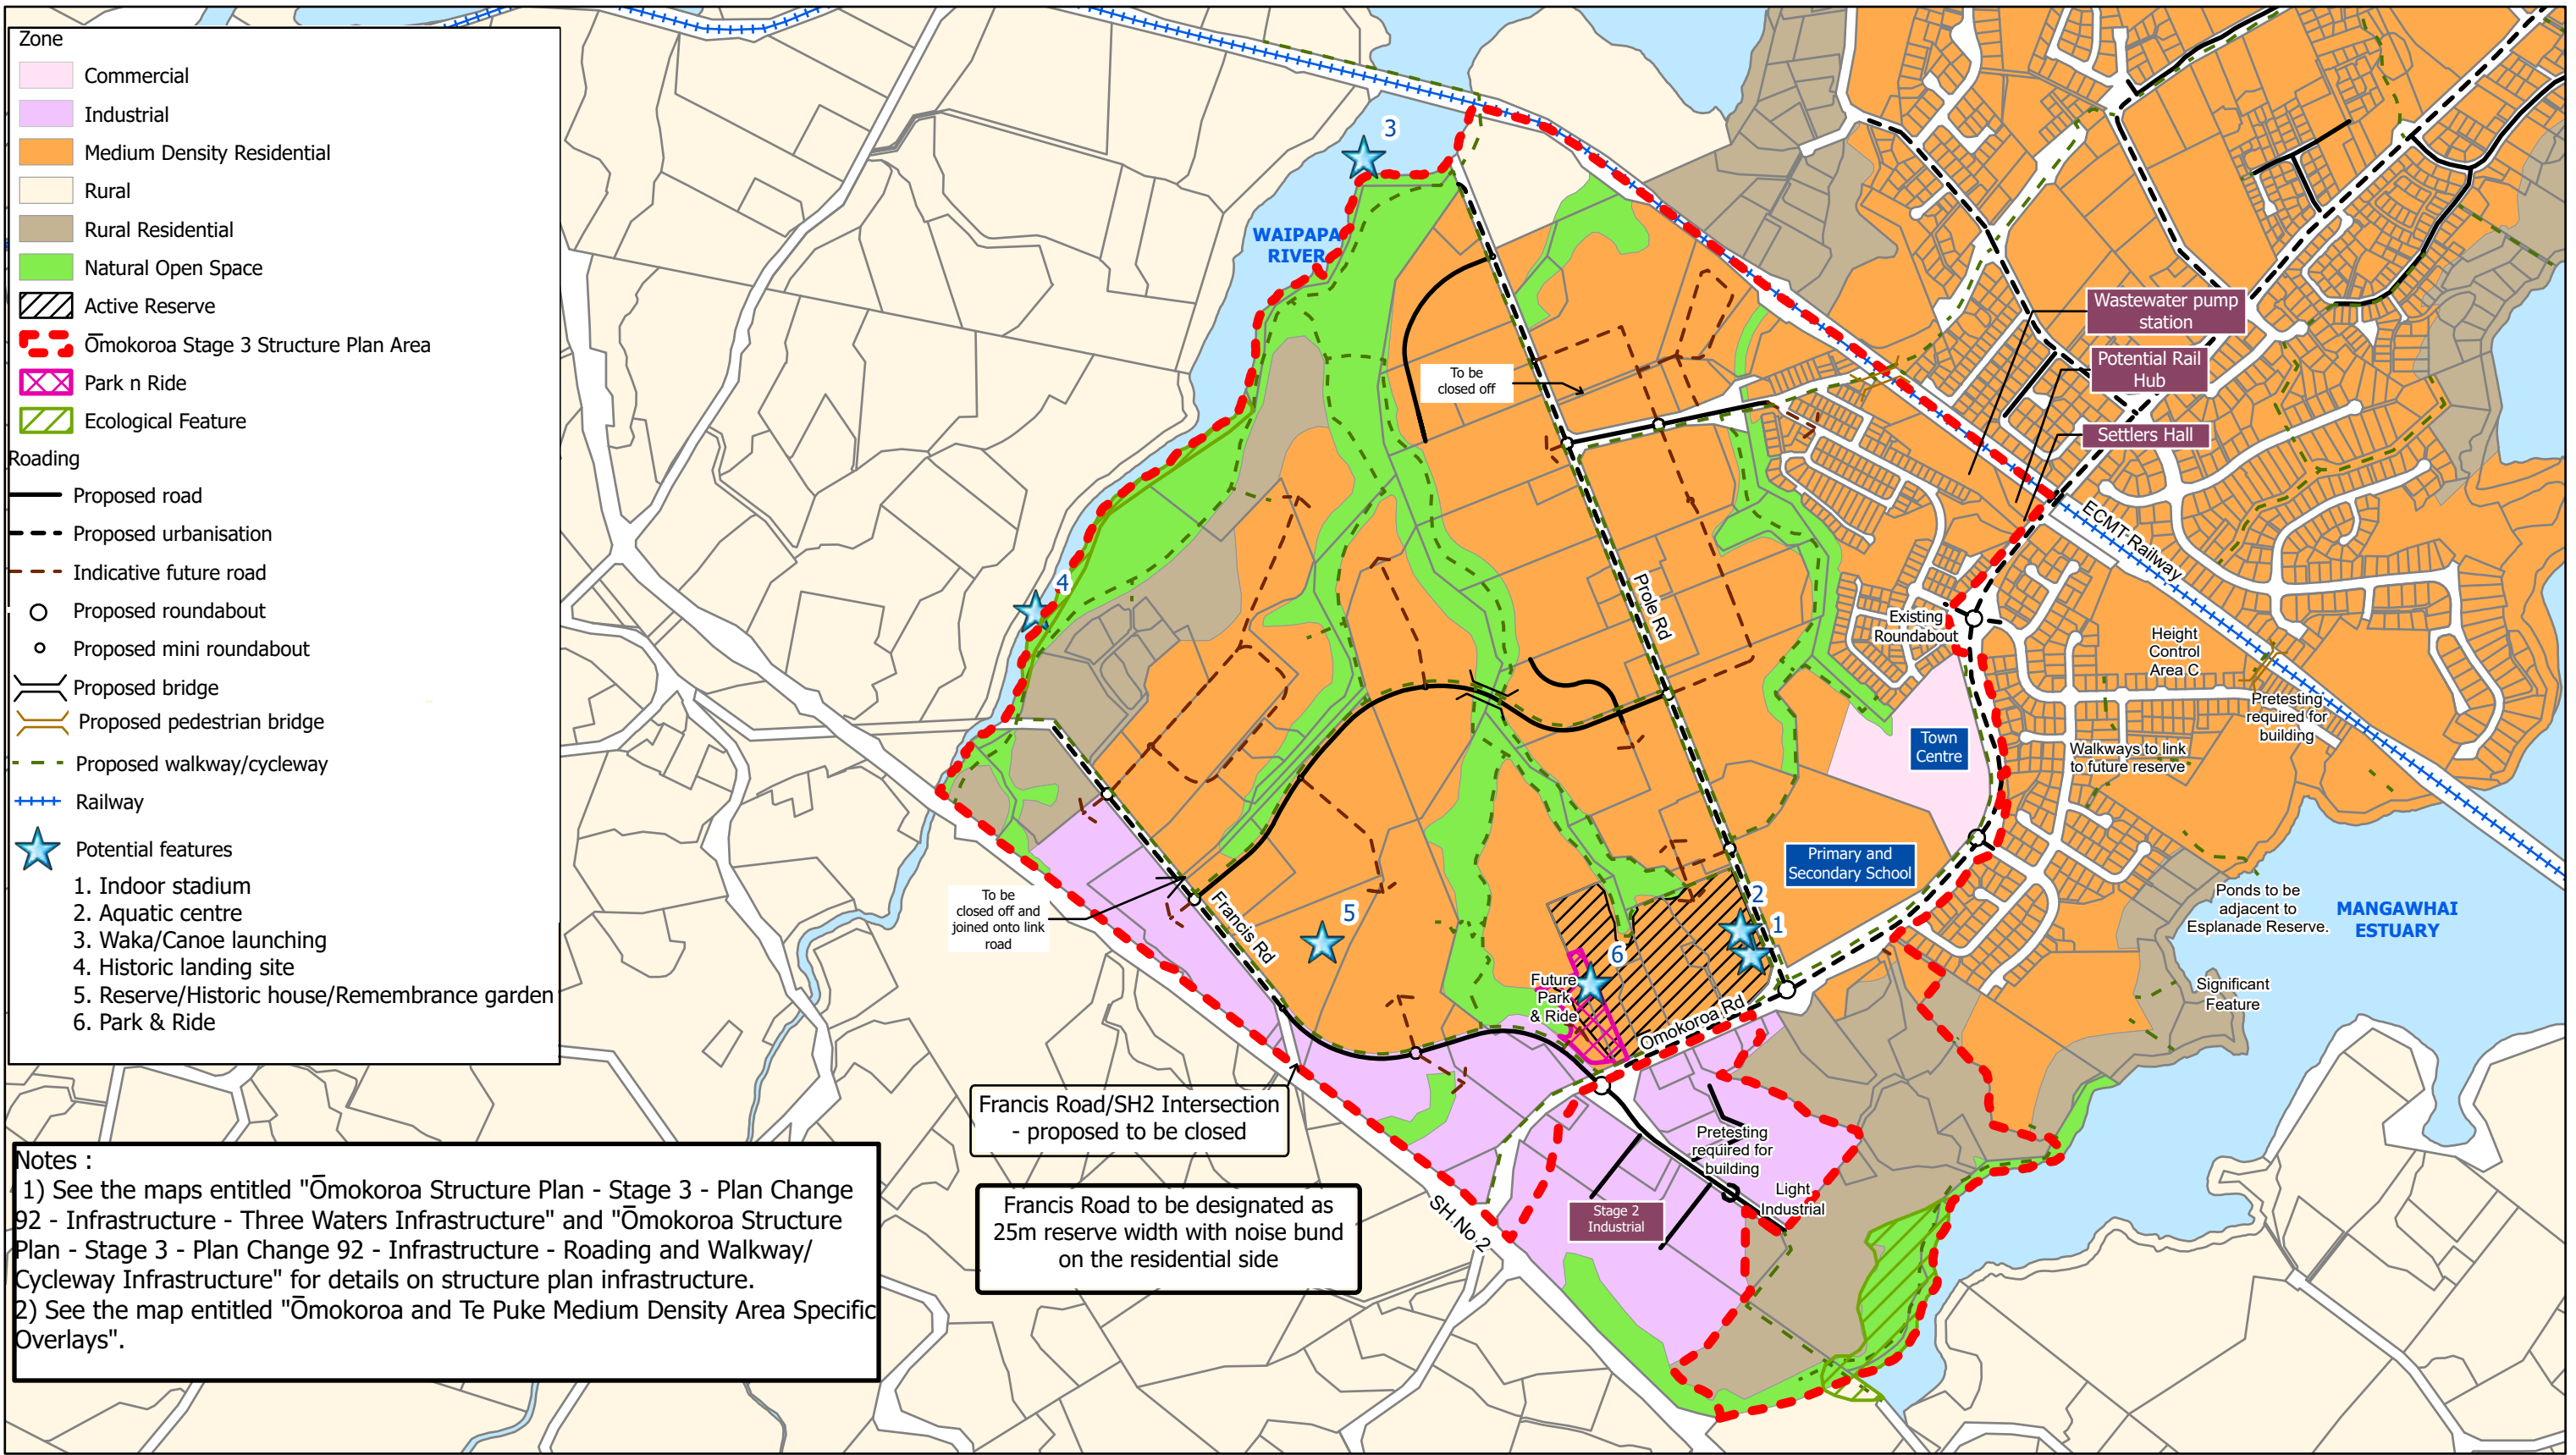 Zone
Commercial
Industrial
Medium Density Residential
Rural
Rural Residential
Natural Open Space
Active Reserve
Ōmokoroa Stage 3 Structure Plan Area
Park n Ride
Ecological Feature
Roading
Proposed road
Proposed urbanisation
Indicative future road
Proposed roundabout
Proposed mini roundabout
Proposed bridge
Proposed pedestrian bridge
Proposed walkway/cycleway
Railway
Potential features
1. Indoor stadium
2. Aquatic centre
3. Waka/Canoe launching
4. Historic landing site
5. Reserve/Historic house/Remembrance garden
6. Park & Ride
Notes :
1) See the maps entitled "Ōmokoroa Structure Plan - Stage 3 - Plan Change
92 - Infrastructure - Three Waters Infrastructure" and "Ōmokoroa Structure
Plan - Stage 3 - Plan Change 92 - Infrastructure - Roading and Walkway/
Cycleway Infrastructure" for details on structure plan infrastructure.
2) See the map entitled "Ōmokoroa and Te Puke Medium Density Area Specific
Overlays".
3
WAIPAPA
RIVER
4
To be
closed off
Wastewater pump
station
Potential Rail
Hub
Settlers Hall
ECMT Railway
Prole Rd
Existing
Roundabout
Height
Control
Area C
Pretesting
required for
building
Town
Centre
Walkways to link
to future reserve
Primary and
Secondary School
Ponds to be
adjacent to
Esplanade Reserve.
MANGAWHAI
ESTUARY
Significant
Feature
To be
closed off and
joined onto link
road
Francis Rd
5
2
1
6
Future
Park
& Ride
Omokoroa Rd
Francis Road/SH2 Intersection
- proposed to be closed
Francis Road to be designated as
25m reserve width with noise bund
on the residential side
SH.No 2
Pretesting
required for
building
Light
Industrial
Stage 2
Industrial